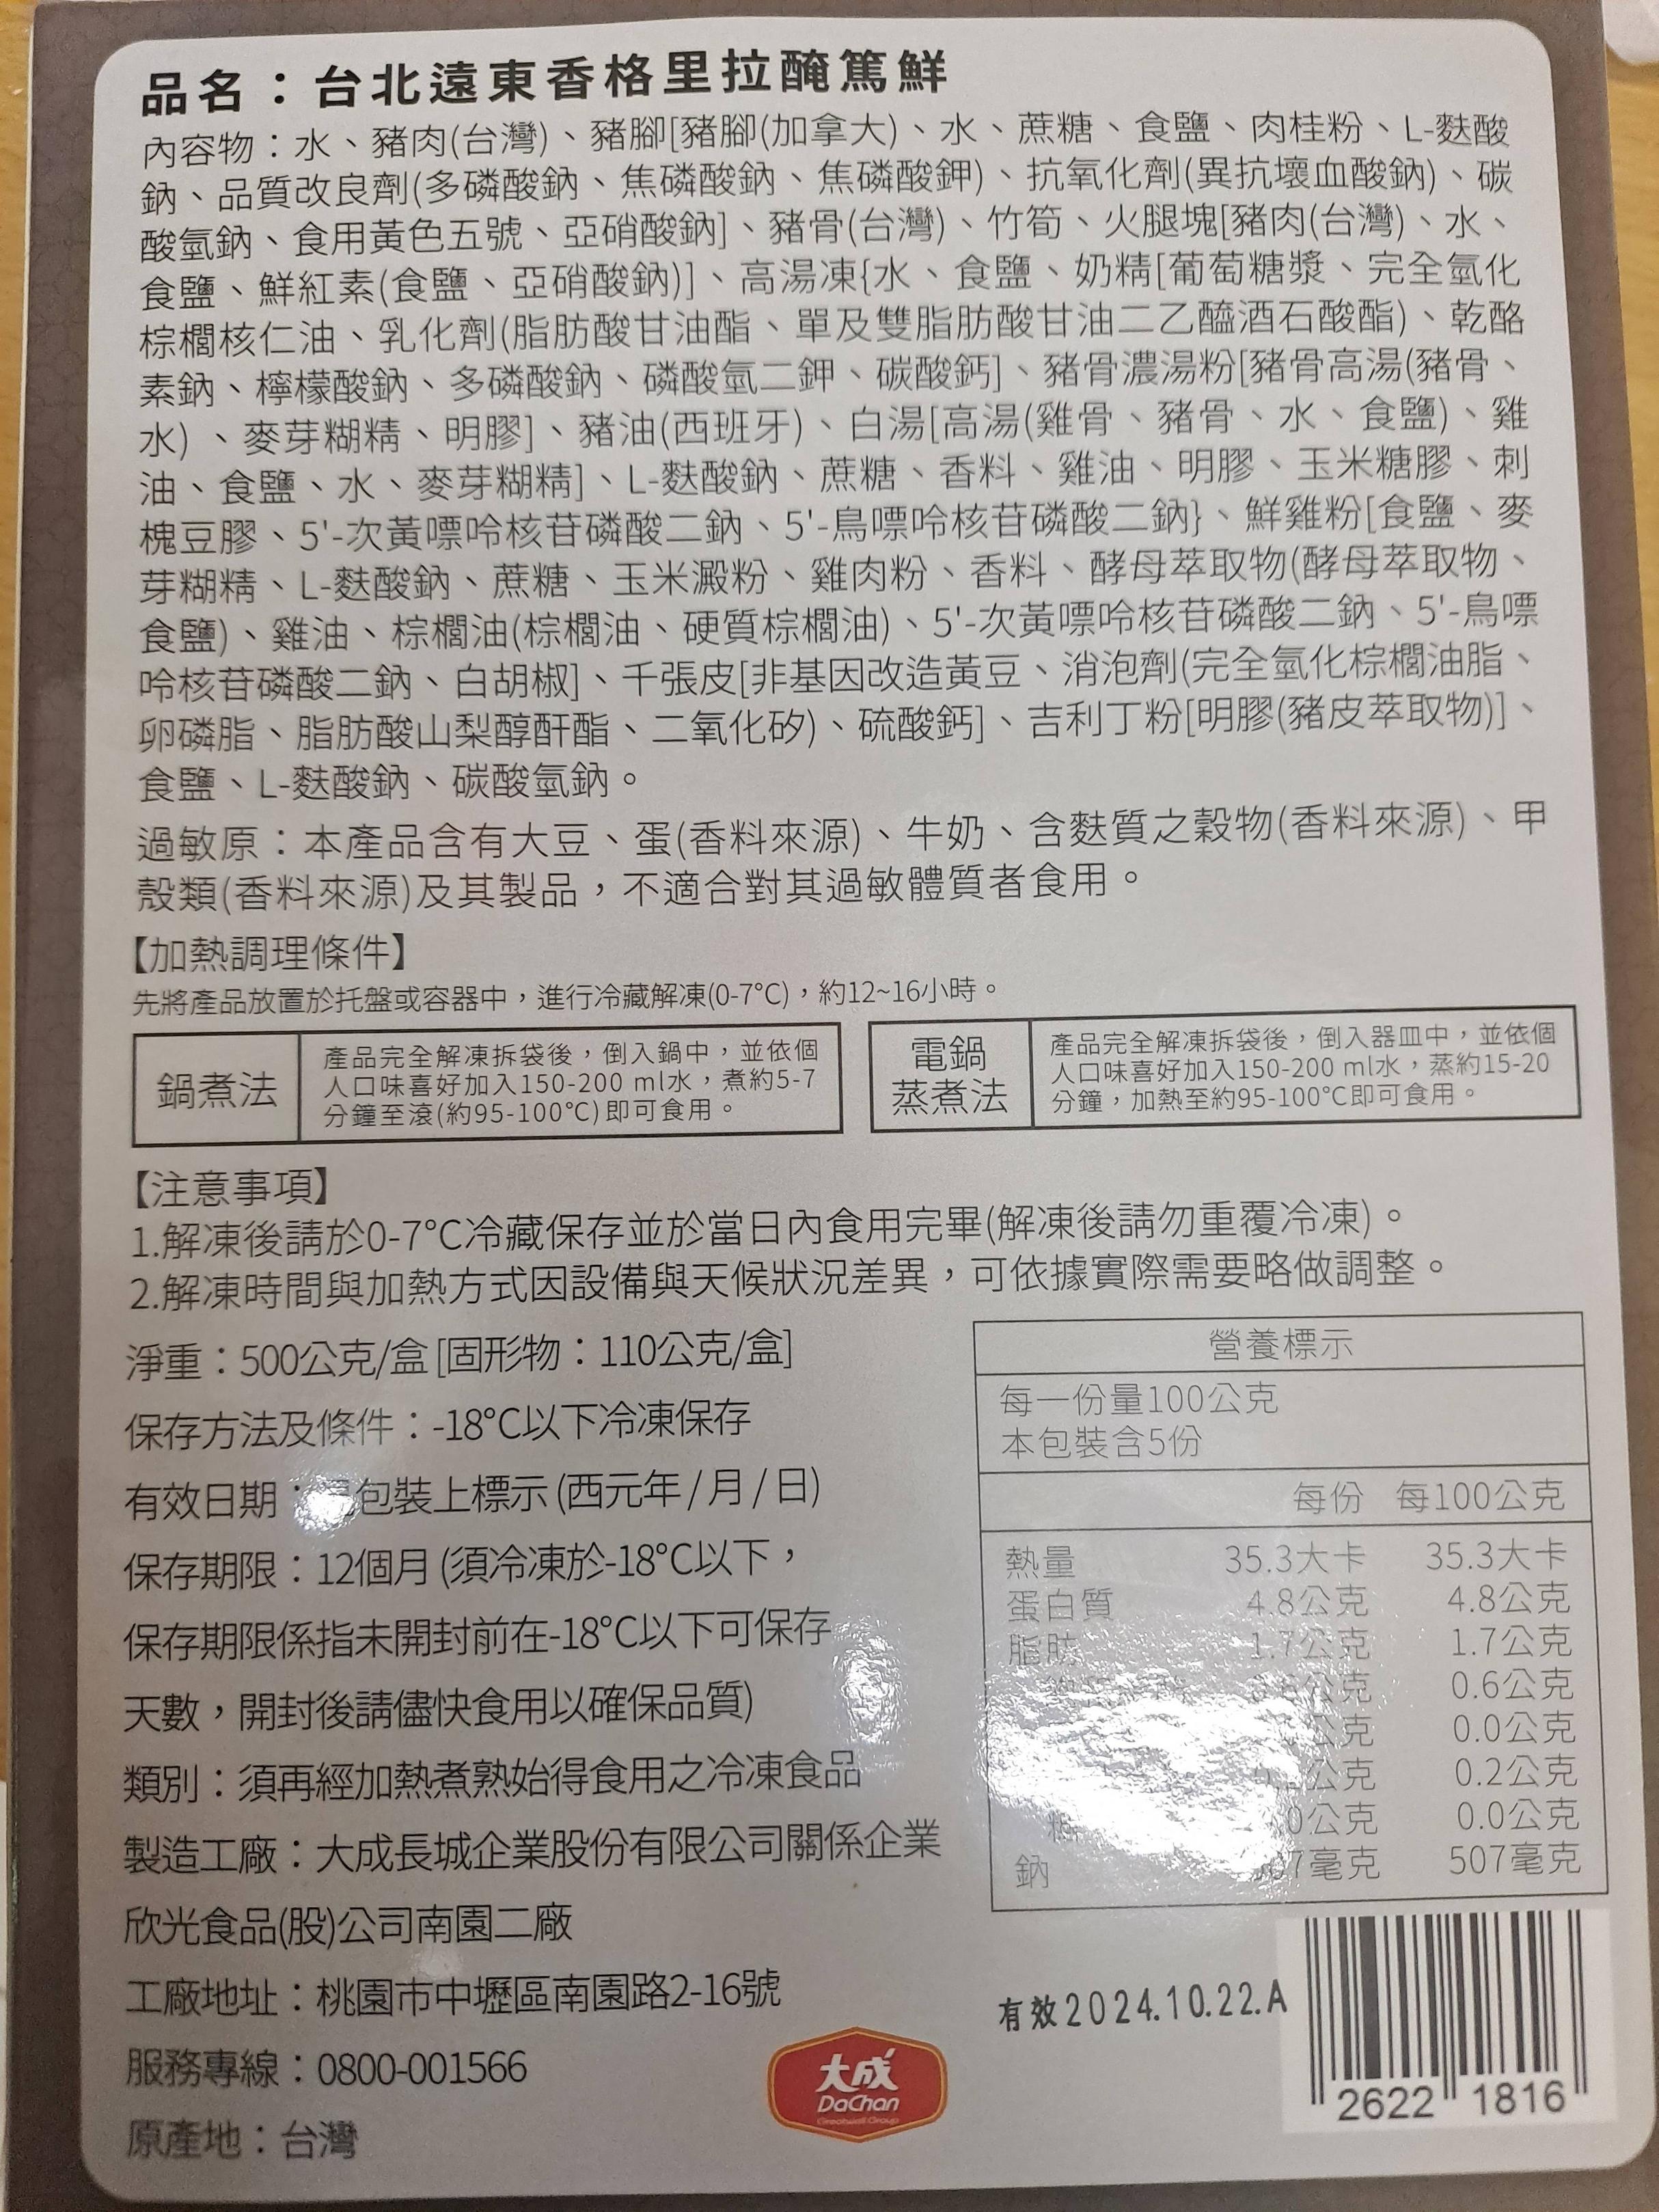 品名：台北遠東香格里拉醃篤鮮
內容物：水、豬肉(台灣)、豬腳[豬腳(加拿大)、水、蔗糖、食鹽、肉桂粉、L-麩酸
鈉、品質改良劑(多磷酸鈉、焦磷酸鈉、焦磷酸鉀)、抗氧化劑(異抗壞血酸鈉)、碳
酸氫鈉、食用黃色五號、亞硝酸鈉]、豬骨(台灣)、竹筍、火腿塊[豬肉(台灣)、水、
食鹽、鮮紅素(食鹽、亞硝酸鈉)]、高湯凍{水、食鹽、奶精[葡萄糖漿、完全氫化
棕櫚核仁油、乳化劑(脂肪酸甘油酯、單及雙脂肪酸甘油二乙醯酒石酸酯)、乾酪
素鈉、檸檬酸鈉、多磷酸鈉、磷酸氫二鉀、碳酸鈣]、豬骨濃湯粉[豬骨高湯(豬骨、
水)、麥芽糊精、明膠]、豬油(西班牙)、白湯[高湯(雞骨、豬骨、水、食鹽)、雞
油、食鹽、水、麥芽糊精]、L-麩酸鈉、蔗糖、香料、雞油、明膠、玉米糖膠、刺
槐豆膠、5'-次黃嘌呤核苷磷酸二鈉、5'-鳥嘌呤核苷磷酸二鈉}、鮮雞粉[食鹽、麥
芽糊精、L-麩酸鈉、蔗糖、玉米澱粉、雞肉粉、香料、酵母萃取物(酵母萃取物、
食鹽)、雞油、棕櫚油(棕櫚油、硬質棕櫚油)、5'-次黃嘌呤核苷磷酸二鈉、5'-鳥嘌
呤核苷磷酸二鈉、白胡椒]、千張皮[非基因改造黃豆、消泡劑(完全氫化棕櫚油脂、
卵磷脂、脂肪酸山梨醇酐酯、二氧化矽)、硫酸鈣]、吉利丁粉[明膠(豬皮萃取物)]、
食鹽、L-麩酸鈉、碳酸氫鈉。
過敏原：本產品含有大豆、蛋(香料來源)、牛奶、含麩質之穀物(香料來源)、甲
殼類(香料來源)及其製品，不適合對其過敏體質者食用。
【加熱調理條件】
先將產品放置於托盤或容器中，進行冷藏解凍(0-7°C)，約12~16小時。
鍋煮法
產品完全解凍拆袋後，倒入鍋中，並依個
人口味喜好加入150-200 ml水，煮約5-7
分鐘至滾(約95-100°C)即可食用。
電鍋
蒸煮法
產品完全解凍拆袋後，倒入器皿中，並依個
人口味喜好加入150-200 ml水，蒸約15-20
分鐘，加熱至約95-100°C即可食用。
【注意事項】
1.解凍後請於0-7°C冷藏保存並於當日內食用完畢(解凍後請勿重覆冷凍)。
2.解凍時間與加熱方式因設備與天候狀況差異，可依據實際需要略做調整。
淨重：500公克/盒[固形物：110公克/盒]
保存方法及條件：-18°C以下冷凍保存
有效日期：包裝上標示(西元年/月/日)
保存期限：12個月(須冷凍於-18°C以下，
保存期限係指未開封前在-18°C以下可保存
天數，開封後請儘快食用以確保品質)
類別：須再經加熱煮熟始得食用之冷凍食品
製造工廠：大成長城企業股份有限公司關係企業
欣光食品(股)公司南園二廠
工廠地址：桃園市中壢區南園路2-16號
服務專線：0800-001566
原產地：台灣
營養標示
每一份量100公克
本包裝含5份
每份 每100公克
熱量 35.3大卡 35.3大卡
蛋白質 4.8公克 4.8公克
脂肪 1.7公克 1.7公克
公克 0.6公克
公克 0.0公克
公克 0.2公克
公克 0.0公克
鈉 毫克 507毫克
有效2024.10.22.A
2622 1816
大成
DaChan
Greatwall Group